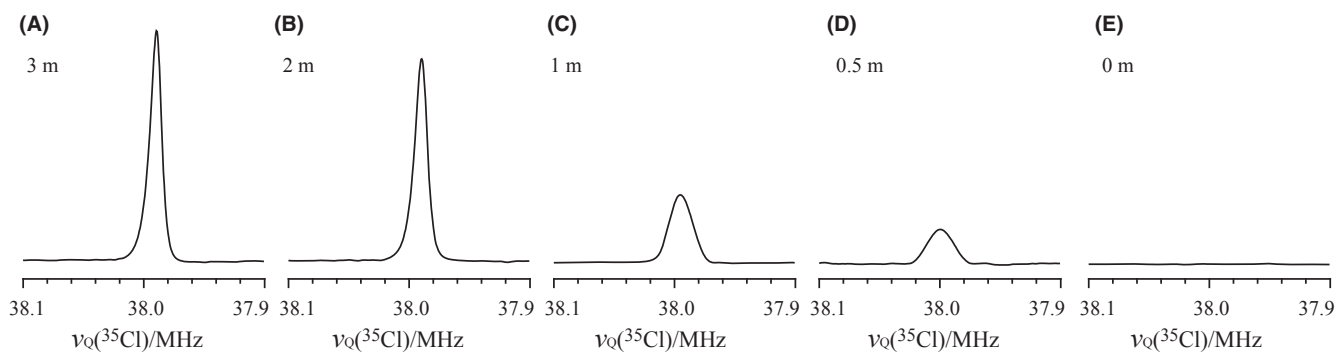 (A) (B) (C) (D) (E)
3 m 2 m 1 m 0.5 m 0 m
38.1 38.0 37.9 38.1 38.0 37.9 38.1 38.0 37.9 38.1 38.0 37.9 38.1 38.0 37.9
νQ(³⁵Cl)/MHz νQ(³⁵Cl)/MHz νQ(³⁵Cl)/MHz νQ(³⁵Cl)/MHz νQ(³⁵Cl)/MHz